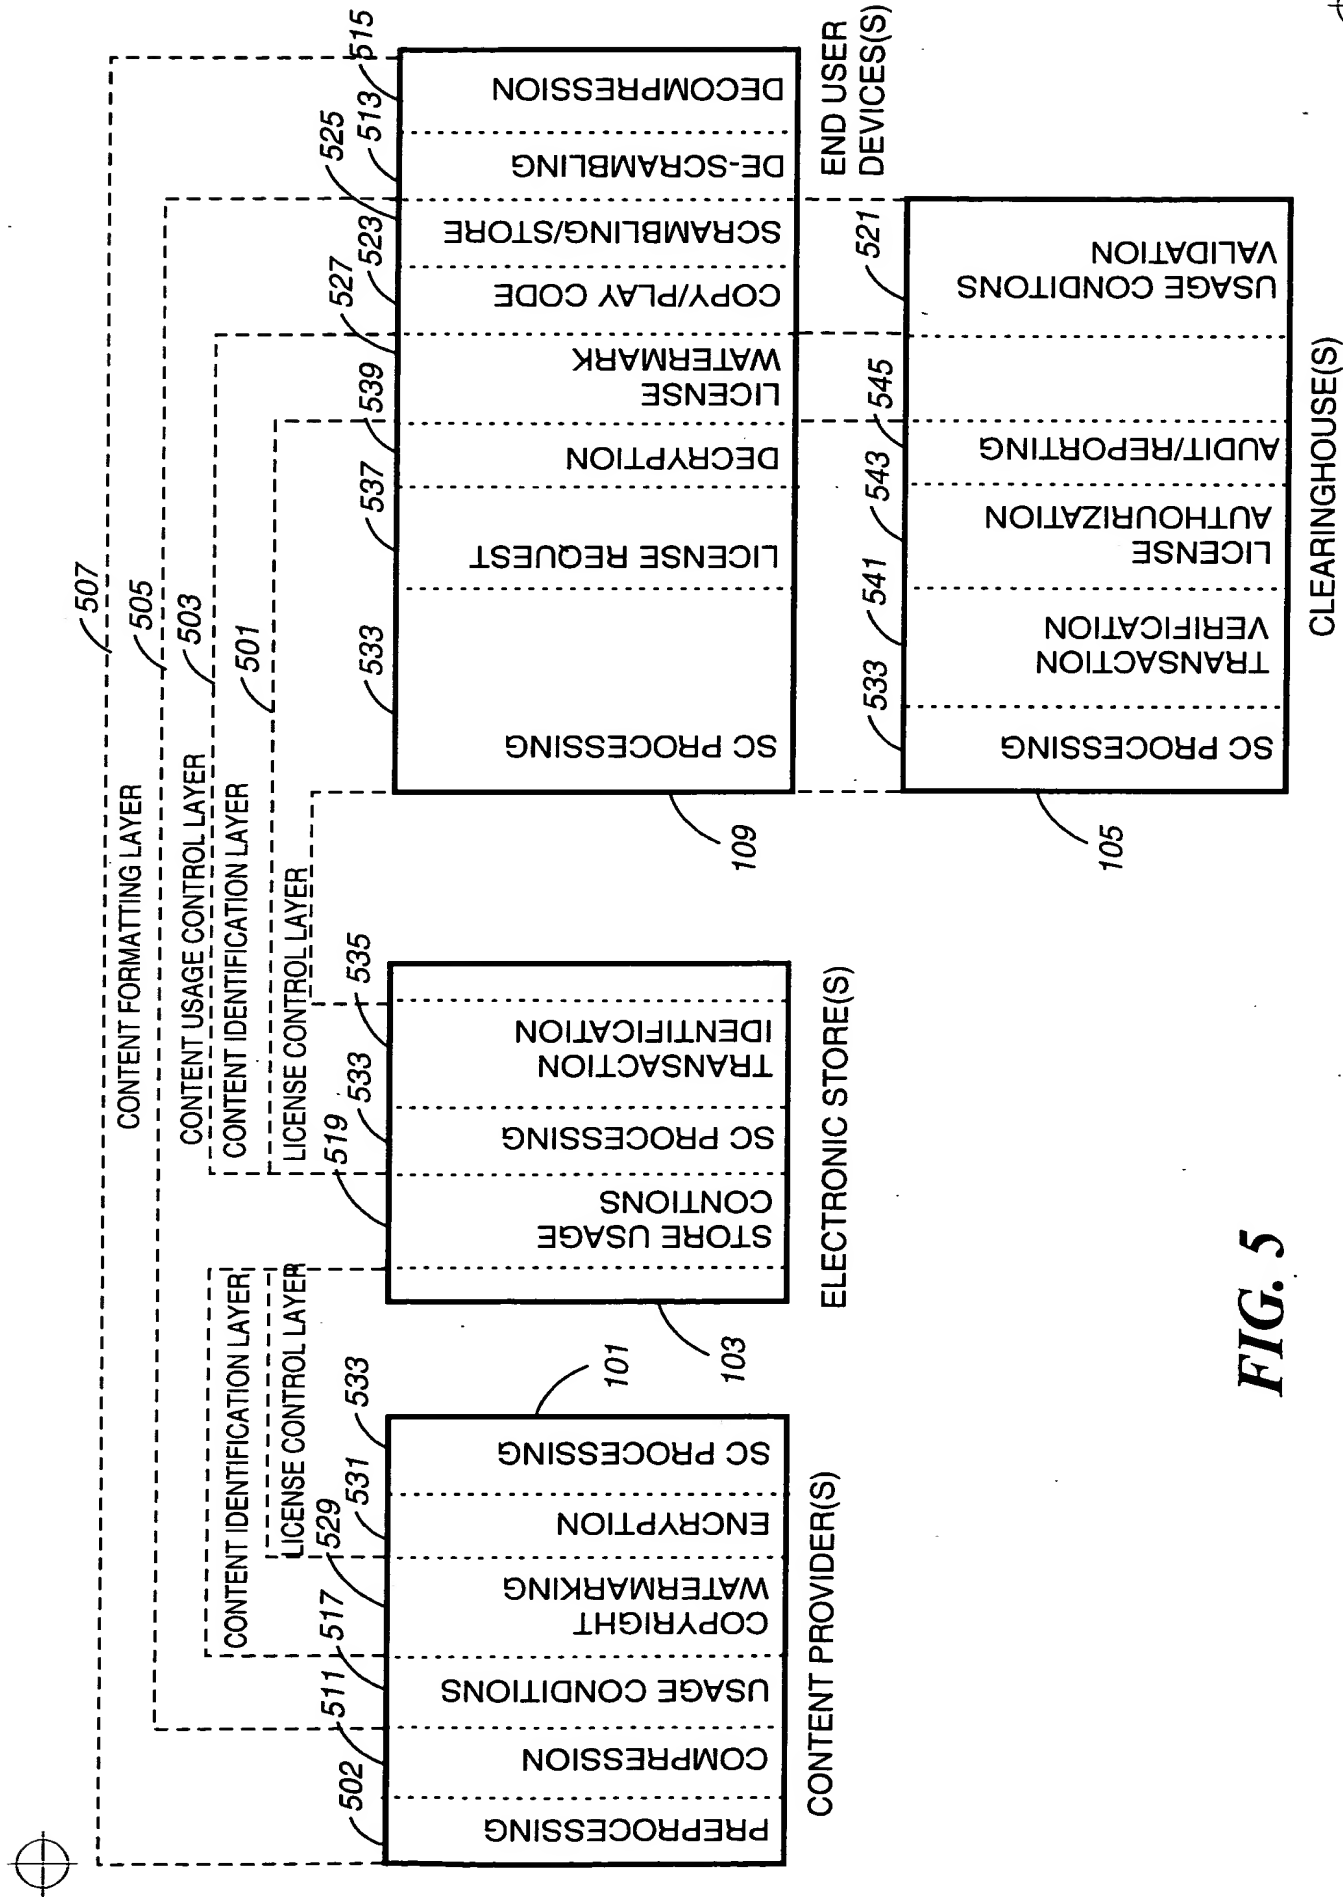 507
CONTENT FORMATTING LAYER
505
CONTENT USAGE CONTROL LAYER
503
CONTENT IDENTIFICATION LAYER
501
LICENSE CONTROL LAYER
CONTENT IDENTIFICATION LAYER
LICENSE CONTROL LAYER
502
511
517
529
531
533
PREPROCESSING
COMPRESSION
USAGE CONDITIONS
COPYRIGHT
WATERMARKING
ENCRYPTION
SC PROCESSING
101
CONTENT PROVIDER(S)
519
533
535
STORE USAGE
CONTIONS
SC PROCESSING
TRANSACTION
IDENTIFICATION
103
ELECTRONIC STORE(S)
533
537
539
527
523
525
513
515
SC PROCESSING
LICENSE REQUEST
DECRYPTION
LICENSE
WATERMARK
COPY/PLAY CODE
SCRAMBLING/STORE
DE-SCRAMBLING
DECOMPRESSION
109
END USER
DEVICES(S)
533
541
543
545
521
SC PROCESSING
TRANSACTION
VERIFICATION
LICENSE
AUTHOURIZATION
AUDIT/REPORTING
USAGE CONDITONS
VALIDATION
105
CLEARINGHOUSE(S)
FIG. 5